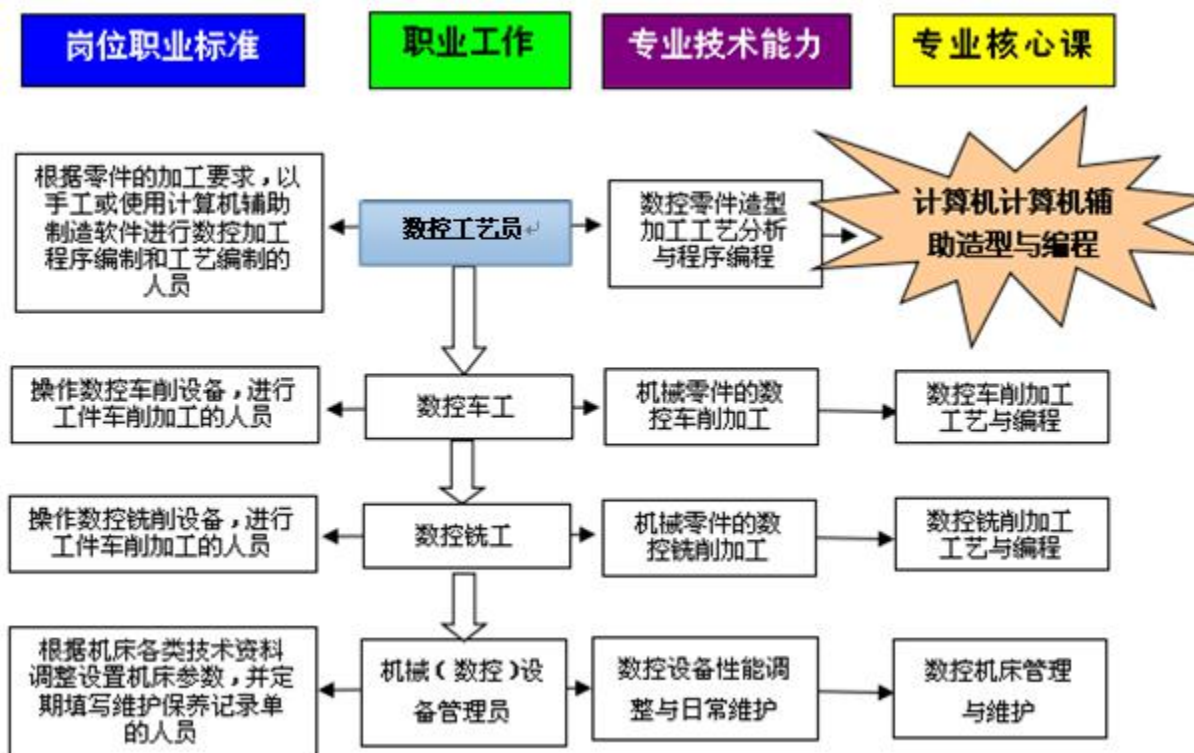 岗位职业标准
职业工作
专业技术能力
专业核心课
根据零件的加工要求，以
手工或使用计算机辅助
制造软件进行数控加工
程序编制和工艺编制的
人员
数控工艺员↵
数控零件造型
加工工艺分析
与程序编程
计算机计算机辅
助造型与编程
操作数控车削设备，进行
工件车削加工的人员
数控车工
机械零件的数
控车削加工
数控车削加工
工艺与编程
操作数控铣削设备，进行
工件车削加工的人员
数控铣工
机械零件的数
控铣削加工
数控铣削加工
工艺与编程
根据机床各类技术资料
调整设置机床参数，并定
期填写维护保养记录单
的人员
机械（数控）设
备管理员
数控设备性能调
整与日常维护
数控机床管理
与维护